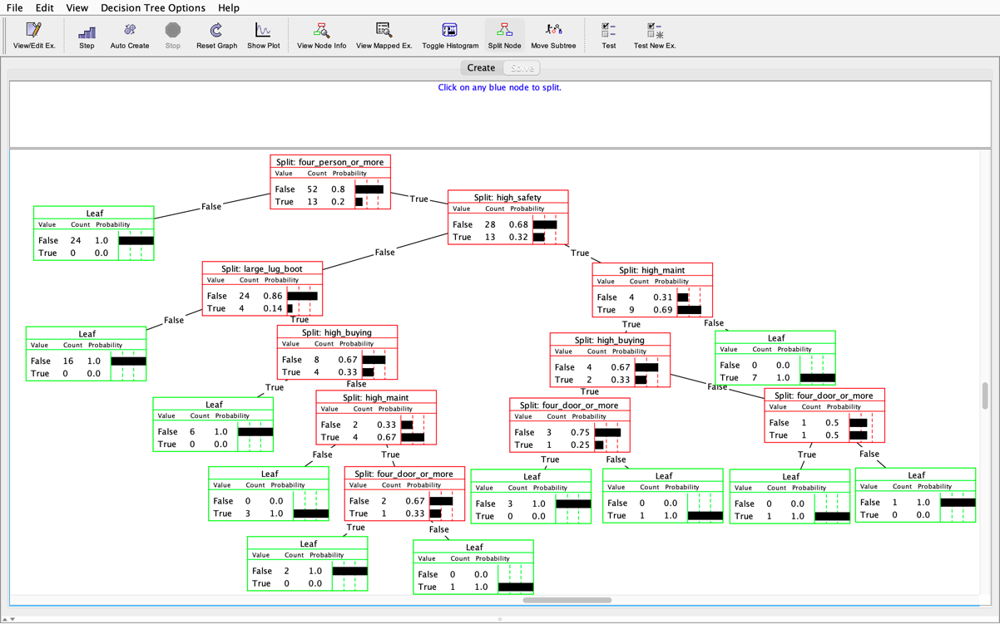 File Edit View Decision Tree Options Help
View/Edit Ex. Step Auto Create Stop Reset Graph Show Plot View Node Info View Mapped Ex. Toggle Histogram Split Node Move Subtree Test Test New Ex.
Create Solve
Click on any blue node to split.
Split: four_person_or_more
Value Count Probability
False 52 0.8
True 13 0.2
False
True
Leaf
Value Count Probability
False 24 1.0
True 0 0.0
Split: high_safety
Value Count Probability
False 28 0.68
True 13 0.32
False
True
Split: large_lug_boot
Value Count Probability
False 24 0.86
True 4 0.14
False
True
Split: high_maint
Value Count Probability
False 4 0.31
True 9 0.69
True
False
Leaf
Value Count Probability
False 16 1.0
True 0 0.0
Split: high_buying
Value Count Probability
False 8 0.67
True 4 0.33
True
False
Split: high_buying
Value Count Probability
False 4 0.67
True 2 0.33
True
False
Leaf
Value Count Probability
False 0 0.0
True 7 1.0
Leaf
Value Count Probability
False 6 1.0
True 0 0.0
Split: high_maint
Value Count Probability
False 2 0.33
True 4 0.67
False
True
Split: four_door_or_more
Value Count Probability
False 3 0.75
True 1 0.25
True
False
Split: four_door_or_more
Value Count Probability
False 1 0.5
True 1 0.5
True
False
Leaf
Value Count Probability
False 0 0.0
True 3 1.0
Split: four_door_or_more
Value Count Probability
False 2 0.67
True 1 0.33
True
False
Leaf
Value Count Probability
False 3 1.0
True 0 0.0
Leaf
Value Count Probability
False 0 0.0
True 1 1.0
Leaf
Value Count Probability
False 0 0.0
True 1 1.0
Leaf
Value Count Probability
False 1 1.0
True 0 0.0
Leaf
Value Count Probability
False 2 1.0
True 0 0.0
Leaf
Value Count Probability
False 0 0.0
True 1 1.0